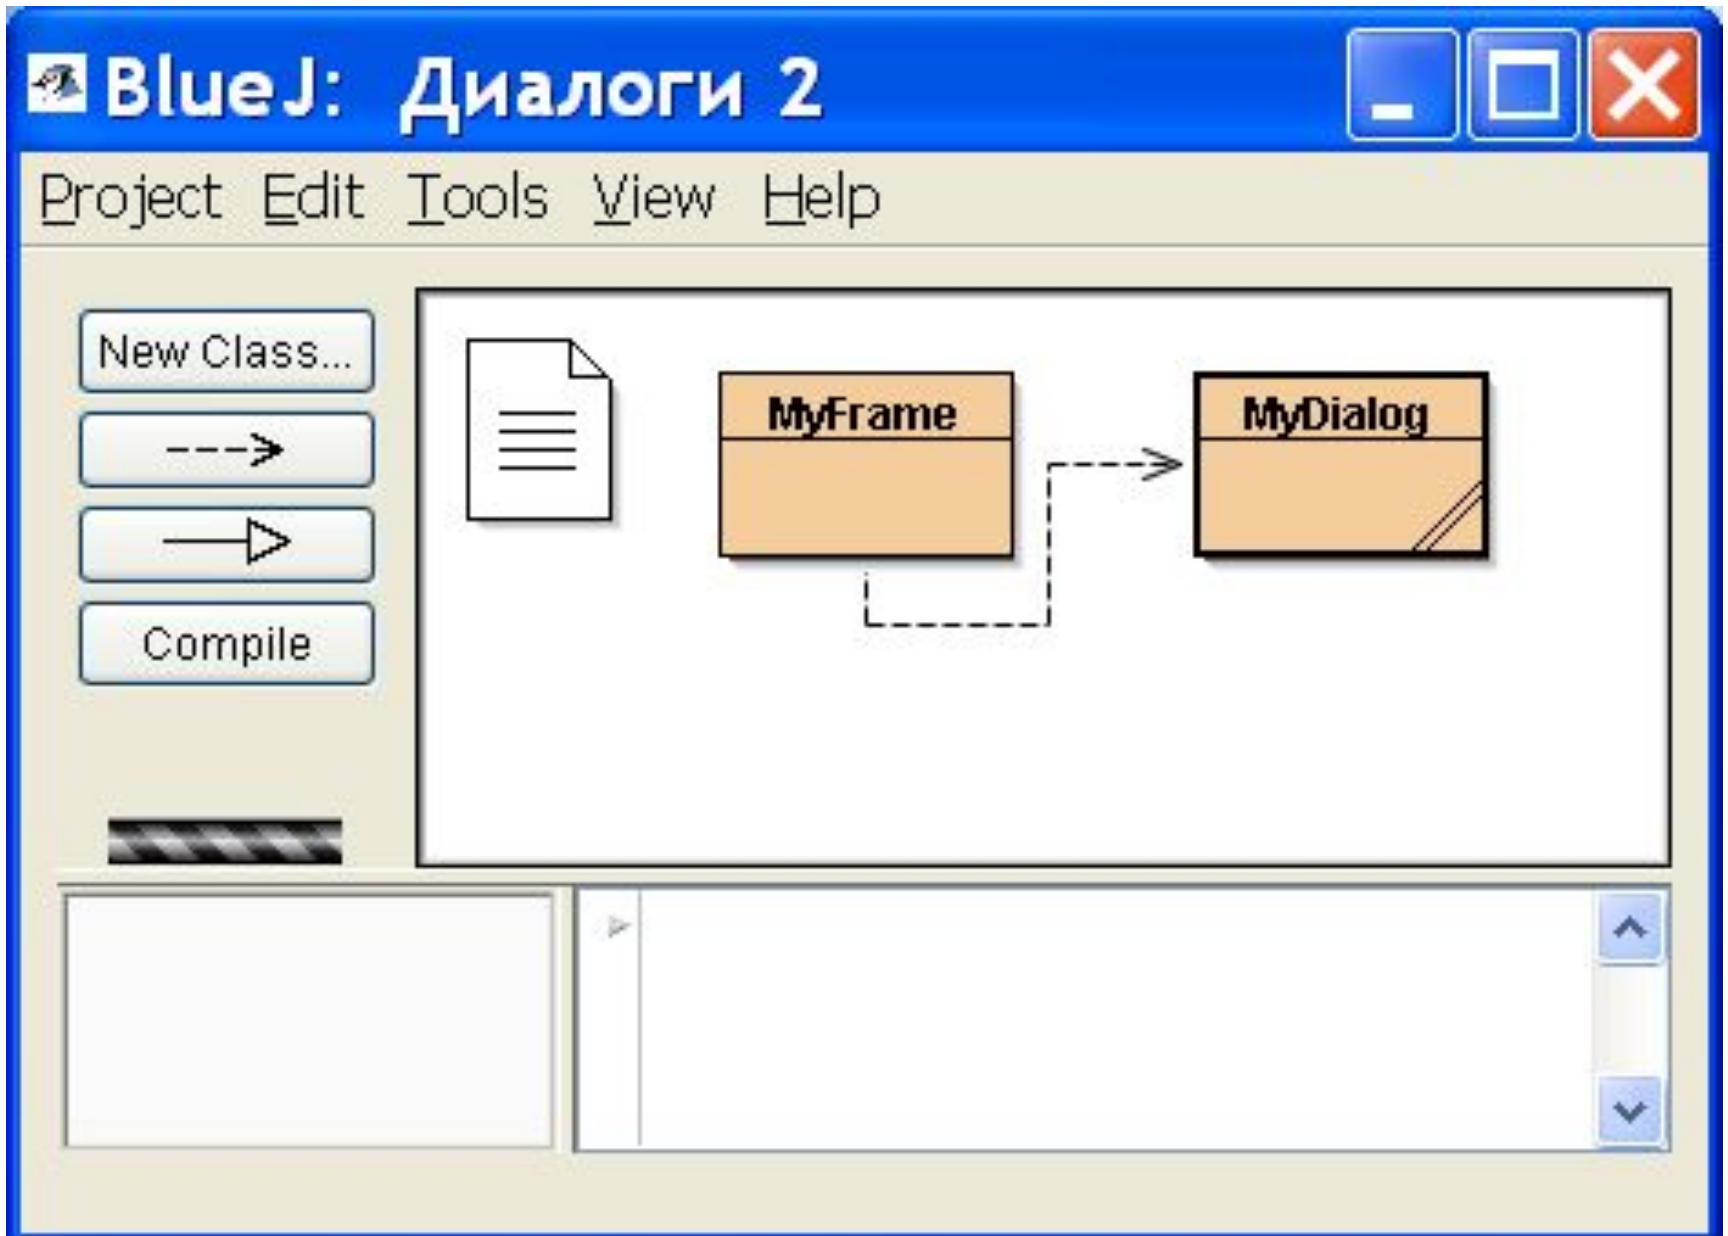 BlueJ: Диалоги 2
Project Edit Tools View Help
New Class...
Compile
MyFrame
MyDialog